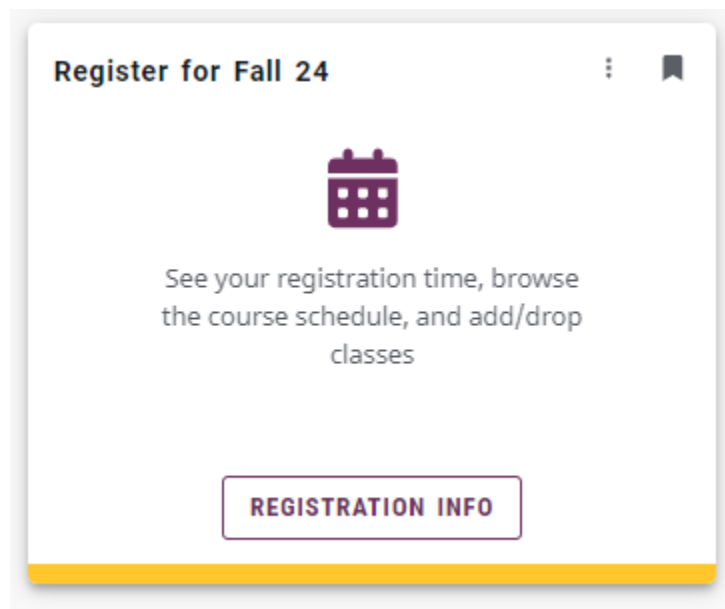 Register for Fall 24
See your registration time, browse
the course schedule, and add/drop
classes
REGISTRATION INFO